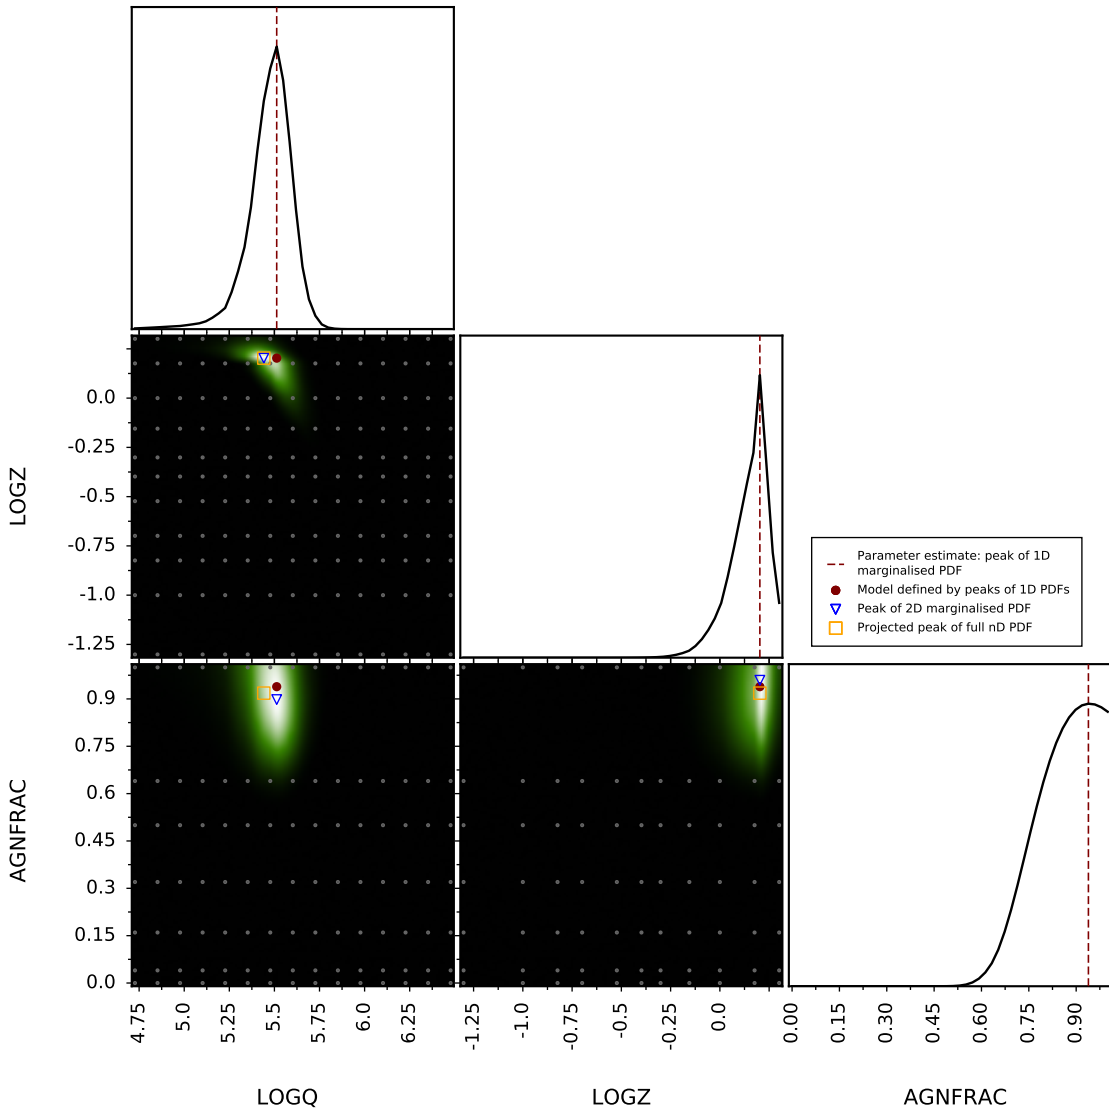 0.0
-0.25
-0.5
-0.75
-1.0
-1.25
LOGZ
Parameter estimate: peak of 1D
marginalised PDF
Model defined by peaks of 1D PDFs
Peak of 2D marginalised PDF
Projected peak of full nD PDF
0.9
0.75
0.6
0.45
0.3
0.15
0.0
AGNFRAC
4.75 5.0 5.25 5.5 5.75 6.0 6.25
-1.25 -1.0 -0.75 -0.5 -0.25 0.0
0.00 0.15 0.30 0.45 0.60 0.75 0.90
LOGQ LOGZ AGNFRAC